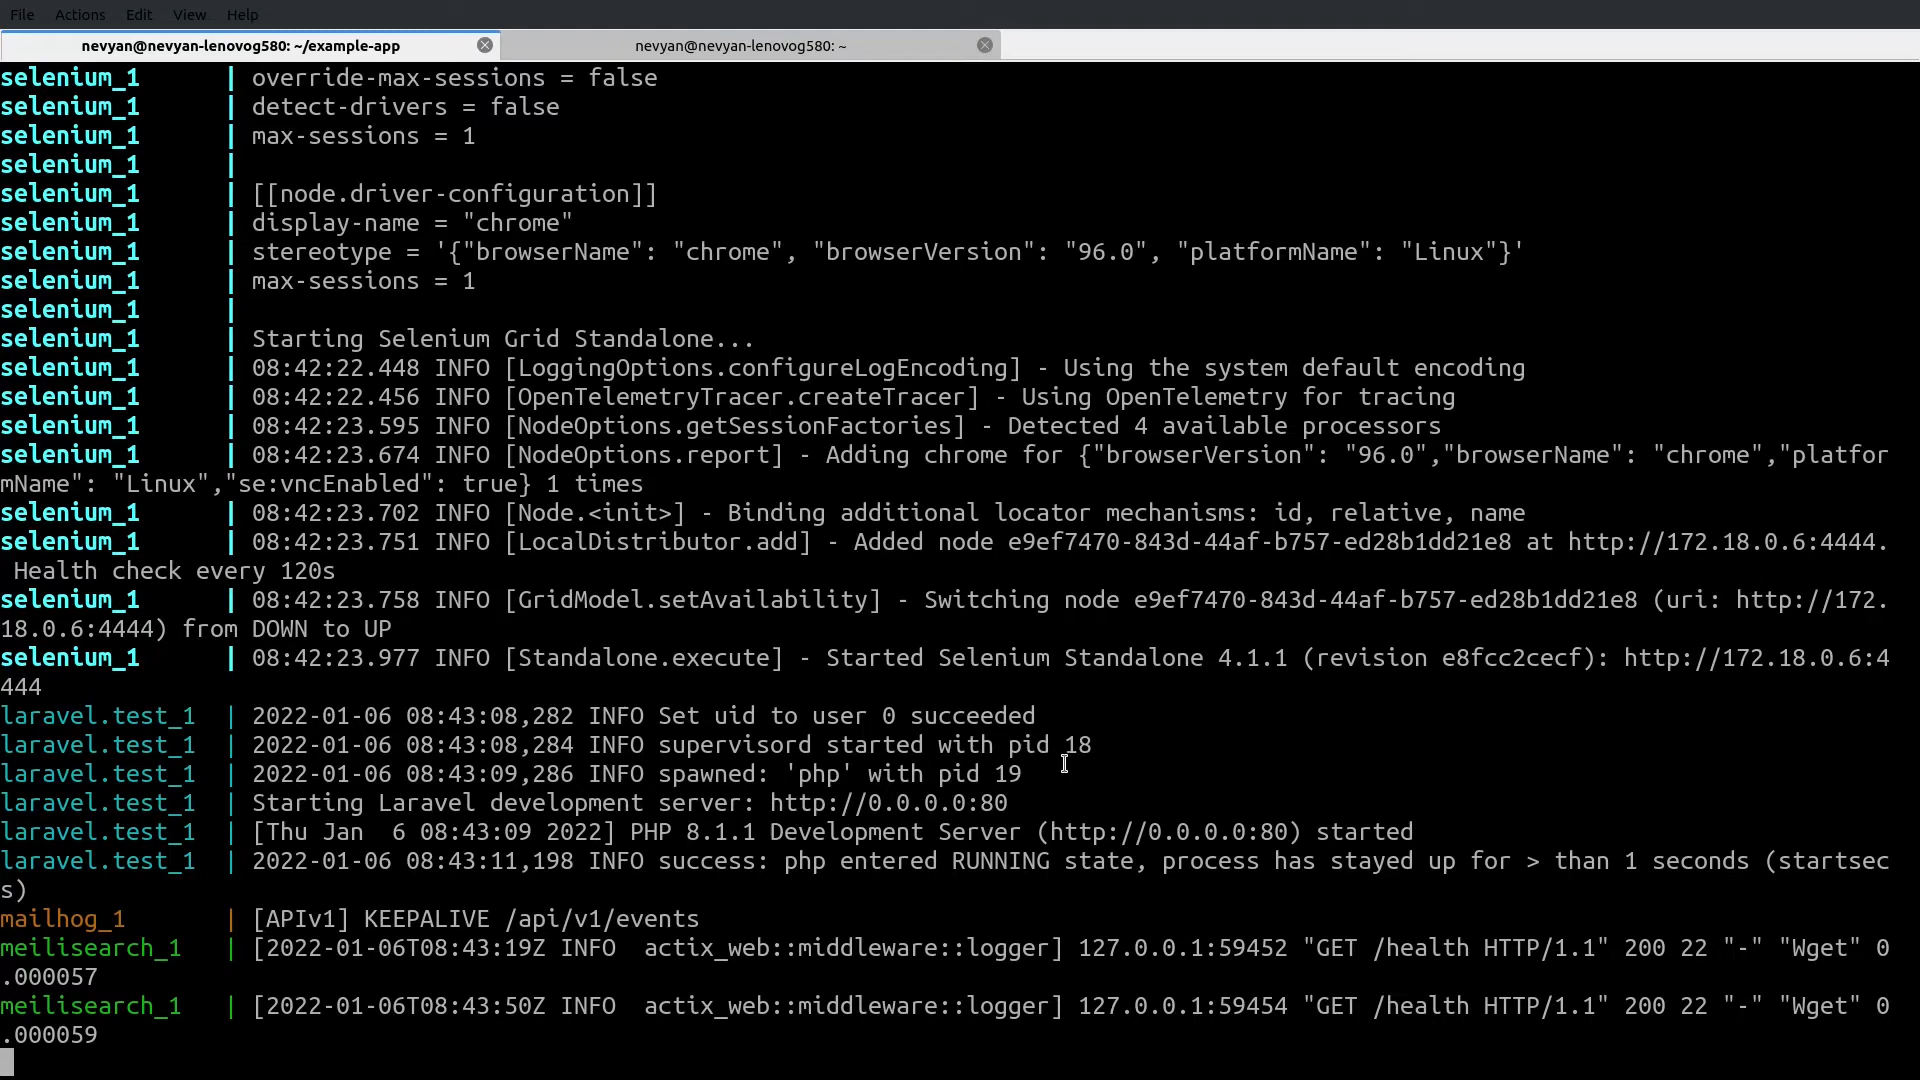 File Actions Edit View Help
nevyan@nevyan-lenovog580: ~/example-app nevyan@nevyan-lenovog580: ~
selenium_1 | override-max-sessions = false
selenium_1 | detect-drivers = false
selenium_1 | max-sessions = 1
selenium_1 |
selenium_1 | [[node.driver-configuration]]
selenium_1 | display-name = "chrome"
selenium_1 | stereotype = '{"browserName": "chrome", "browserVersion": "96.0", "platformName": "Linux"}'
selenium_1 | max-sessions = 1
selenium_1 |
selenium_1 | Starting Selenium Grid Standalone...
selenium_1 | 08:42:22.448 INFO [LoggingOptions.configureLogEncoding] - Using the system default encoding
selenium_1 | 08:42:22.456 INFO [OpenTelemetryTracer.createTracer] - Using OpenTelemetry for tracing
selenium_1 | 08:42:23.595 INFO [NodeOptions.getSessionFactories] - Detected 4 available processors
selenium_1 | 08:42:23.674 INFO [NodeOptions.report] - Adding chrome for {"browserVersion": "96.0","browserName": "chrome","platfor
mName": "Linux","se:vncEnabled": true} 1 times
selenium_1 | 08:42:23.702 INFO [Node.<init>] - Binding additional locator mechanisms: id, relative, name
selenium_1 | 08:42:23.751 INFO [LocalDistributor.add] - Added node e9ef7470-843d-44af-b757-ed28b1dd21e8 at http://172.18.0.6:4444.
Health check every 120s
selenium_1 | 08:42:23.758 INFO [GridModel.setAvailability] - Switching node e9ef7470-843d-44af-b757-ed28b1dd21e8 (uri: http://172.
18.0.6:4444) from DOWN to UP
selenium_1 | 08:42:23.977 INFO [Standalone.execute] - Started Selenium Standalone 4.1.1 (revision e8fcc2cecf): http://172.18.0.6:4
444
laravel.test_1 | 2022-01-06 08:43:08,282 INFO Set uid to user 0 succeeded
laravel.test_1 | 2022-01-06 08:43:08,284 INFO supervisord started with pid 18
laravel.test_1 | 2022-01-06 08:43:09,286 INFO spawned: 'php' with pid 19
laravel.test_1 | Starting Laravel development server: http://0.0.0.0:80
laravel.test_1 | [Thu Jan  6 08:43:09 2022] PHP 8.1.1 Development Server (http://0.0.0.0:80) started
laravel.test_1 | 2022-01-06 08:43:11,198 INFO success: php entered RUNNING state, process has stayed up for > than 1 seconds (startsec
s)
mailhog_1 | [APIv1] KEEPALIVE /api/v1/events
meilisearch_1 | [2022-01-06T08:43:19Z INFO  actix_web::middleware::logger] 127.0.0.1:59452 "GET /health HTTP/1.1" 200 22 "-" "Wget" 0
.000057
meilisearch_1 | [2022-01-06T08:43:50Z INFO  actix_web::middleware::logger] 127.0.0.1:59454 "GET /health HTTP/1.1" 200 22 "-" "Wget" 0
.000059